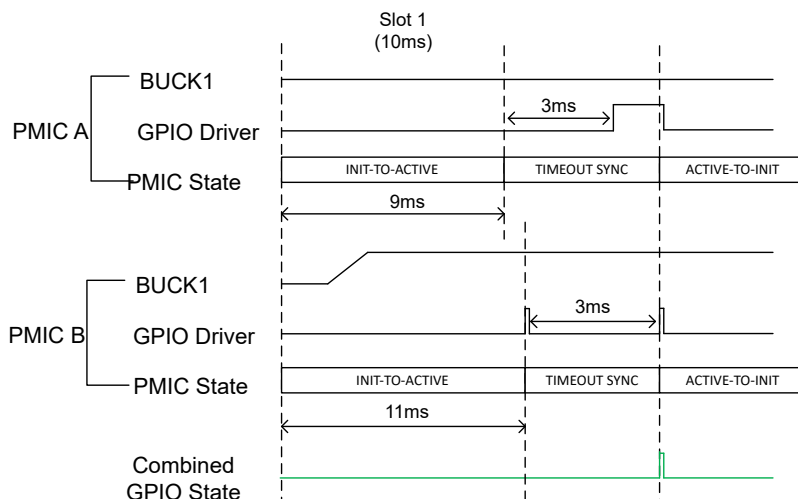 Slot 1
(10ms)
BUCK1
3ms
PMIC A
GPIO Driver
PMIC State
INIT-TO-ACTIVE
TIMEOUT SYNC
ACTIVE-TO-INIT
9ms
BUCK1
3ms
PMIC B
GPIO Driver
PMIC State
INIT-TO-ACTIVE
TIMEOUT SYNC
ACTIVE-TO-INIT
11ms
Combined
GPIO State